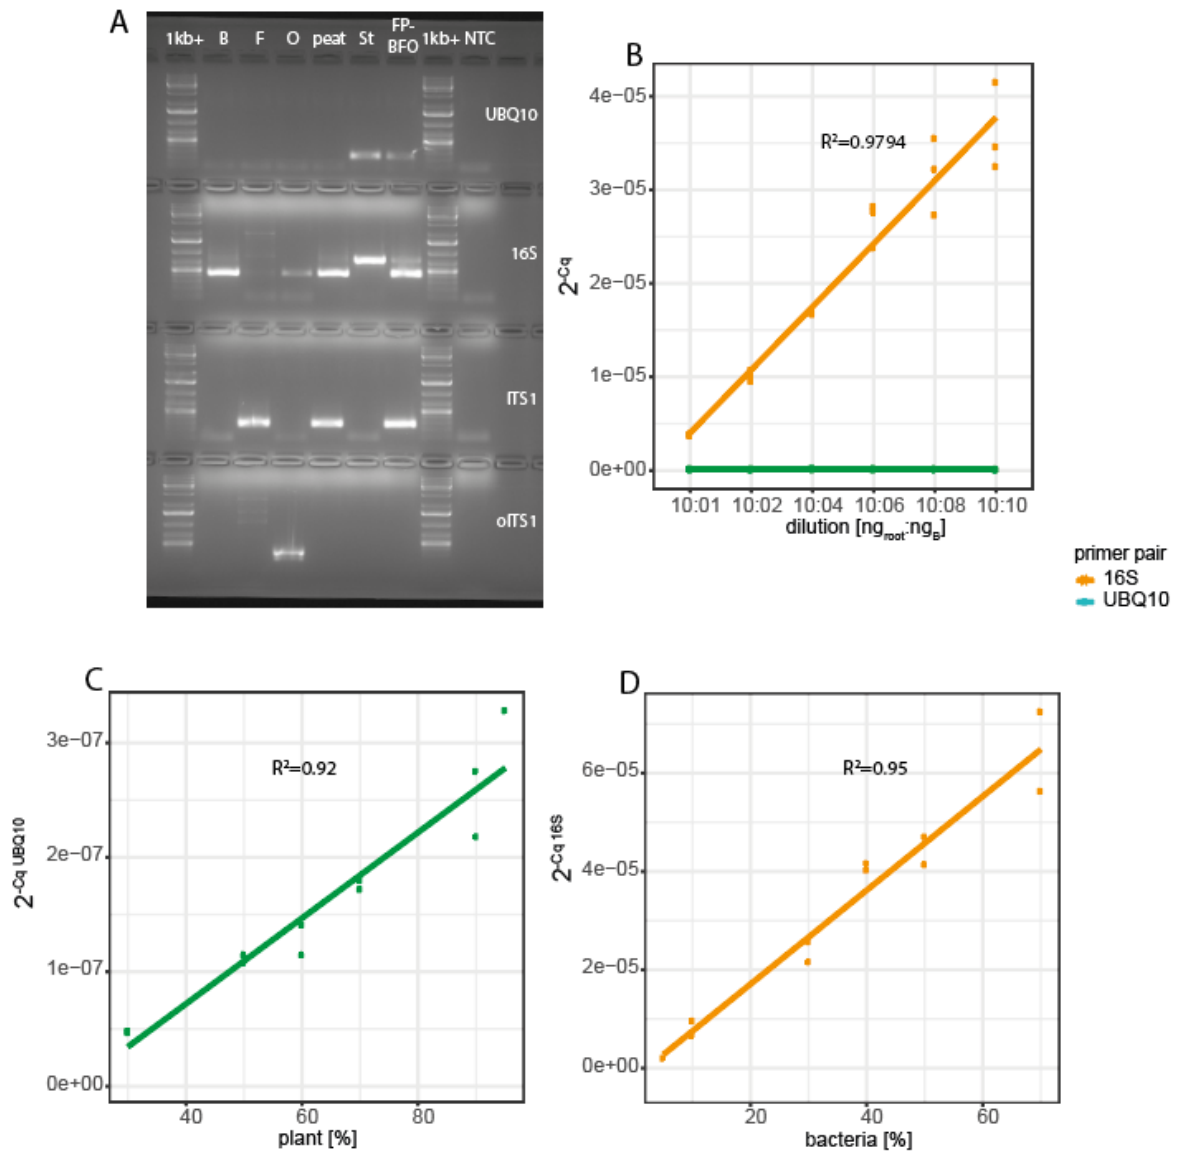 A
1kb+ B F O peat St FP-BFO 1kb+ NTC
UBQ10
16S
ITS1
oITS1
B
4e−05
3e−05
2e−05
1e−05
0e+00
2-Cq
R²=0.9794
10:01 10:02 10:04 10:06 10:08 10:10
dilution [ngroot:ngB]
primer pair
16S
UBQ10
C
3e−07
2e−07
1e−07
0e+00
2-Cq UBQ10
R²=0.92
40 60 80
plant [%]
D
6e−05
4e−05
2e−05
0e+00
2-Cq 16S
R²=0.95
20 40 60
bacteria [%]